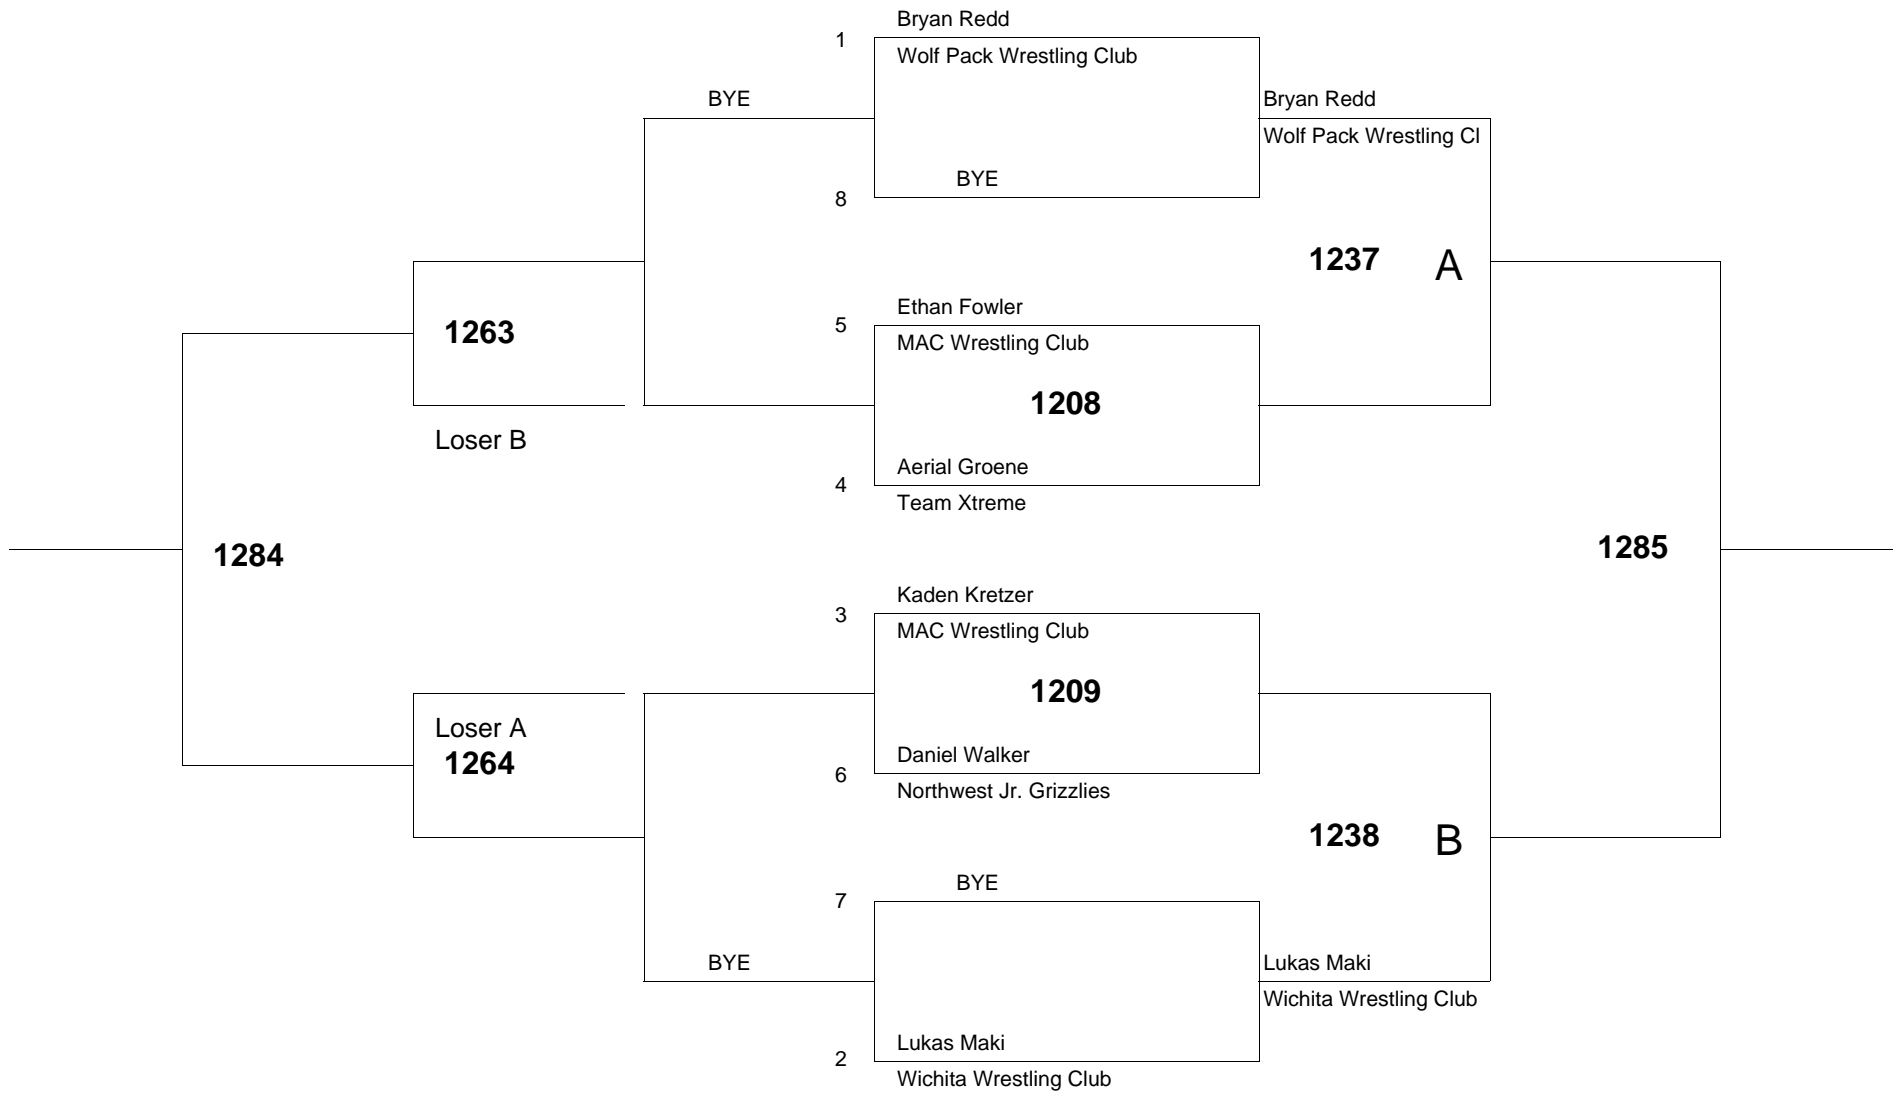 Bryan Redd
1
Wolf Pack Wrestling Club
BYE
Bryan Redd
Wolf Pack Wrestling Cl
BYE
8
1237 A
Ethan Fowler
5
MAC Wrestling Club
1263
1208
Loser B
Aerial Groene
4
Team Xtreme
1284
1285
Kaden Kretzer
3
MAC Wrestling Club
1209
Loser A
1264
Daniel Walker
6
Northwest Jr. Grizzlies
1238 B
BYE
7
BYE
Lukas Maki
Wichita Wrestling Club
Lukas Maki
2
Wichita Wrestling Club